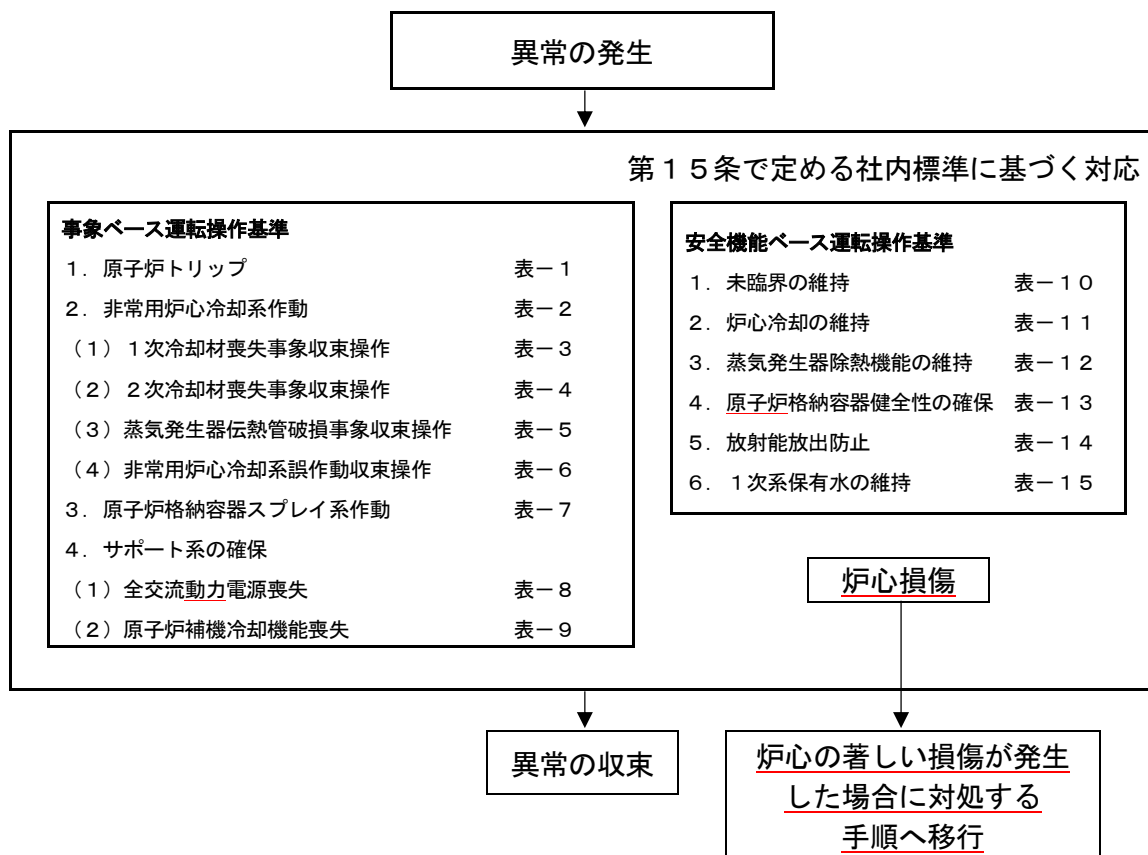 異常の発生
第15条で定める社内標準に基づく対応
事象ベース運転操作基準
1．原子炉トリップ 表－1
2．非常用炉心冷却系作動 表－2
（1）1次冷却材喪失事象収束操作 表－3
（2）2次冷却材喪失事象収束操作 表－4
（3）蒸気発生器伝熱管破損事象収束操作 表－5
（4）非常用炉心冷却系誤作動収束操作 表－6
3．原子炉格納容器スプレイ系作動 表－7
4．サポート系の確保
（1）全交流動力電源喪失 表－8
（2）原子炉補機冷却機能喪失 表－9
安全機能ベース運転操作基準
1．未臨界の維持 表－10
2．炉心冷却の維持 表－11
3．蒸気発生器除熱機能の維持 表－12
4．原子炉格納容器健全性の確保 表－13
5．放射能放出防止 表－14
6．1次系保有水の維持 表－15
炉心損傷
異常の収束
炉心の著しい損傷が発生
した場合に対処する
手順へ移行